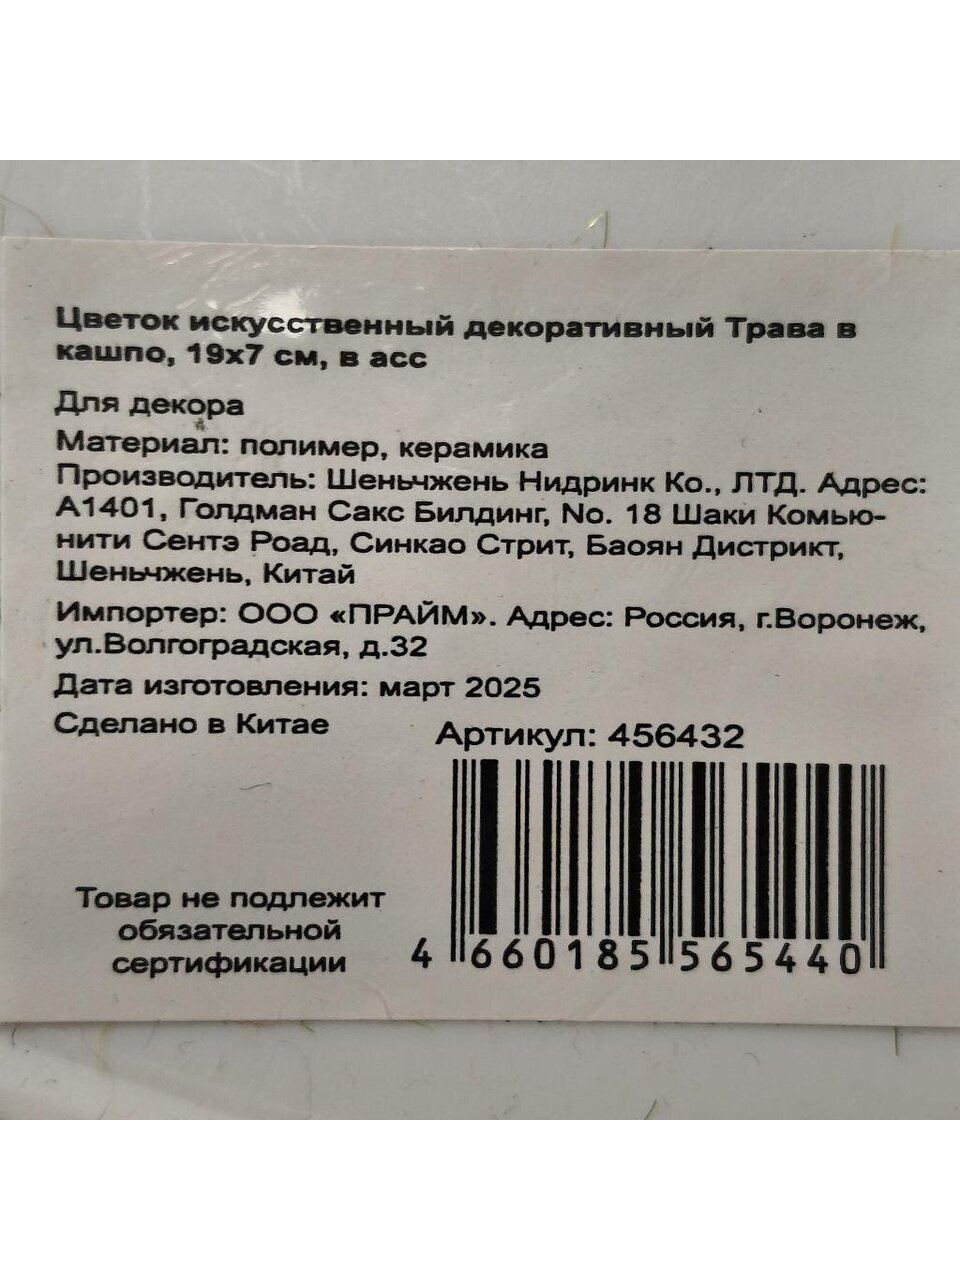 Цветок искусственный декоративный Трава в
кашпо, 19х7 см, в асс
Для декора
Материал: полимер, керамика
Производитель: Шеньчжень Нидринк Ко., ЛТД. Адрес:
А1401, Голдман Сакс Билдинг, No. 18 Шаки Комью-
нити Сентэ Роад, Синкао Стрит, Баоян Дистрикт,
Шеньчжень, Китай
Импортер: ООО «ПРАЙМ». Адрес: Россия, г.Воронеж,
ул.Волгоградская, д.32
Дата изготовления: март 2025
Сделано в Китае
Артикул: 456432
Товар не подлежит
обязательной
сертификации
4 660185 565440